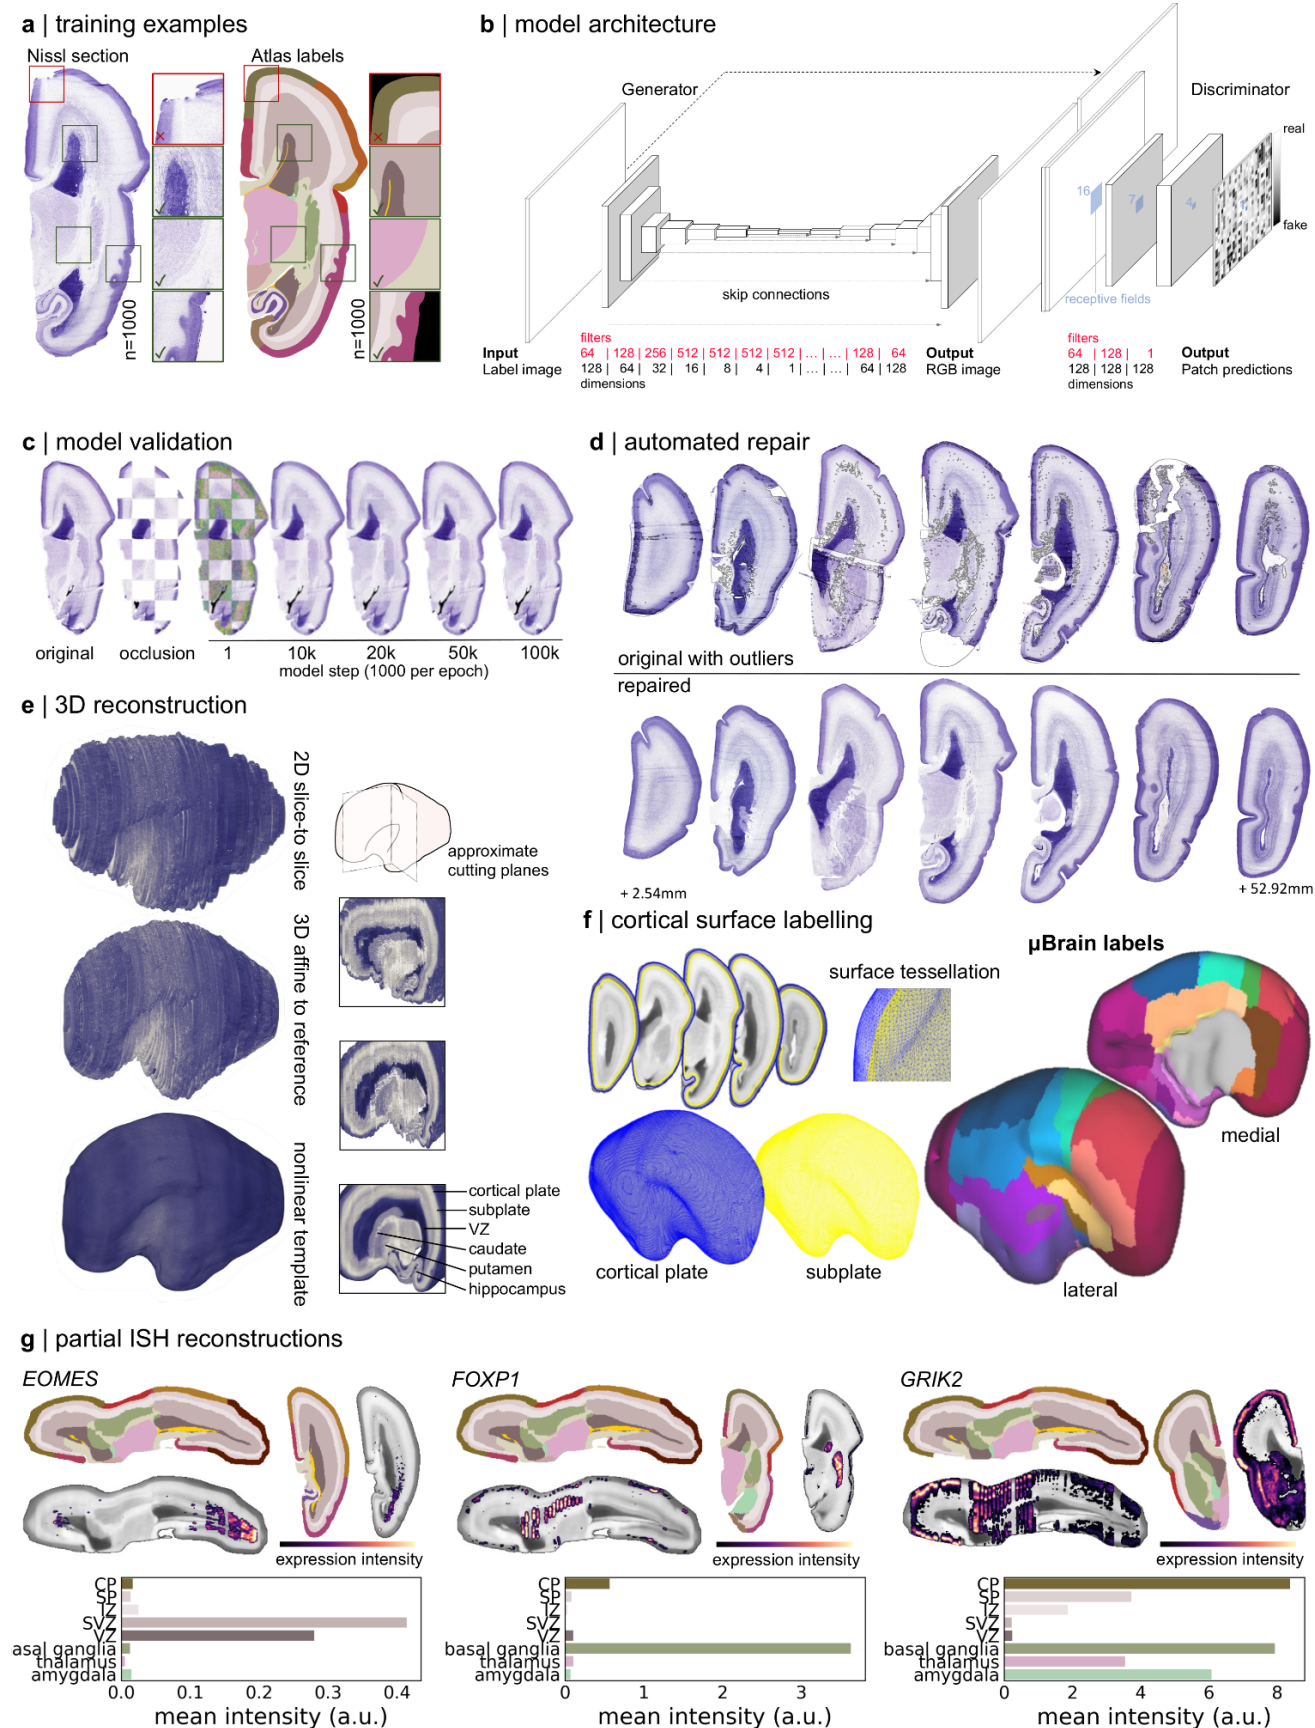 a | training examples
Nissl section
Atlas labels
n=1000
n=1000
b | model architecture
Generator
Discriminator
real
fake
16
7
4
receptive fields
skip connections
filters
Input 64 | 128 | 256 | 512 | 512 | 512 | 512 | ... | ... | 128 | 64 Output
Label image 128 | 64 | 32 | 16 | 8 | 4 | 1 | ... | ... | 64 | 128 RGB image
dimensions
filters
64 | 128 | 1 Output
128 | 128 | 128 Patch predictions
dimensions
c | model validation
original
occlusion
1
10k
20k
50k
100k
model step (1000 per epoch)
d | automated repair
original with outliers
repaired
+ 2.54mm
+ 52.92mm
e | 3D reconstruction
2D slice-to slice
3D affine to reference
nonlinear template
approximate
cutting planes
cortical plate
subplate
VZ
caudate
putamen
hippocampus
f | cortical surface labelling
surface tessellation
µBrain labels
medial
lateral
cortical plate
subplate
g | partial ISH reconstructions
EOMES
expression intensity
CP
SP
IZ
SVZ
VZ
asal ganglia
thalamus
amygdala
0.0 0.1 0.2 0.3 0.4
mean intensity (a.u.)
FOXP1
expression intensity
CP
SP
IZ
SVZ
VZ
basal ganglia
thalamus
amygdala
0 1 2 3
mean intensity (a.u.)
GRIK2
expression intensity
CP
SP
IZ
SVZ
VZ
basal ganglia
thalamus
amygdala
0 2 4 6 8
mean intensity (a.u.)